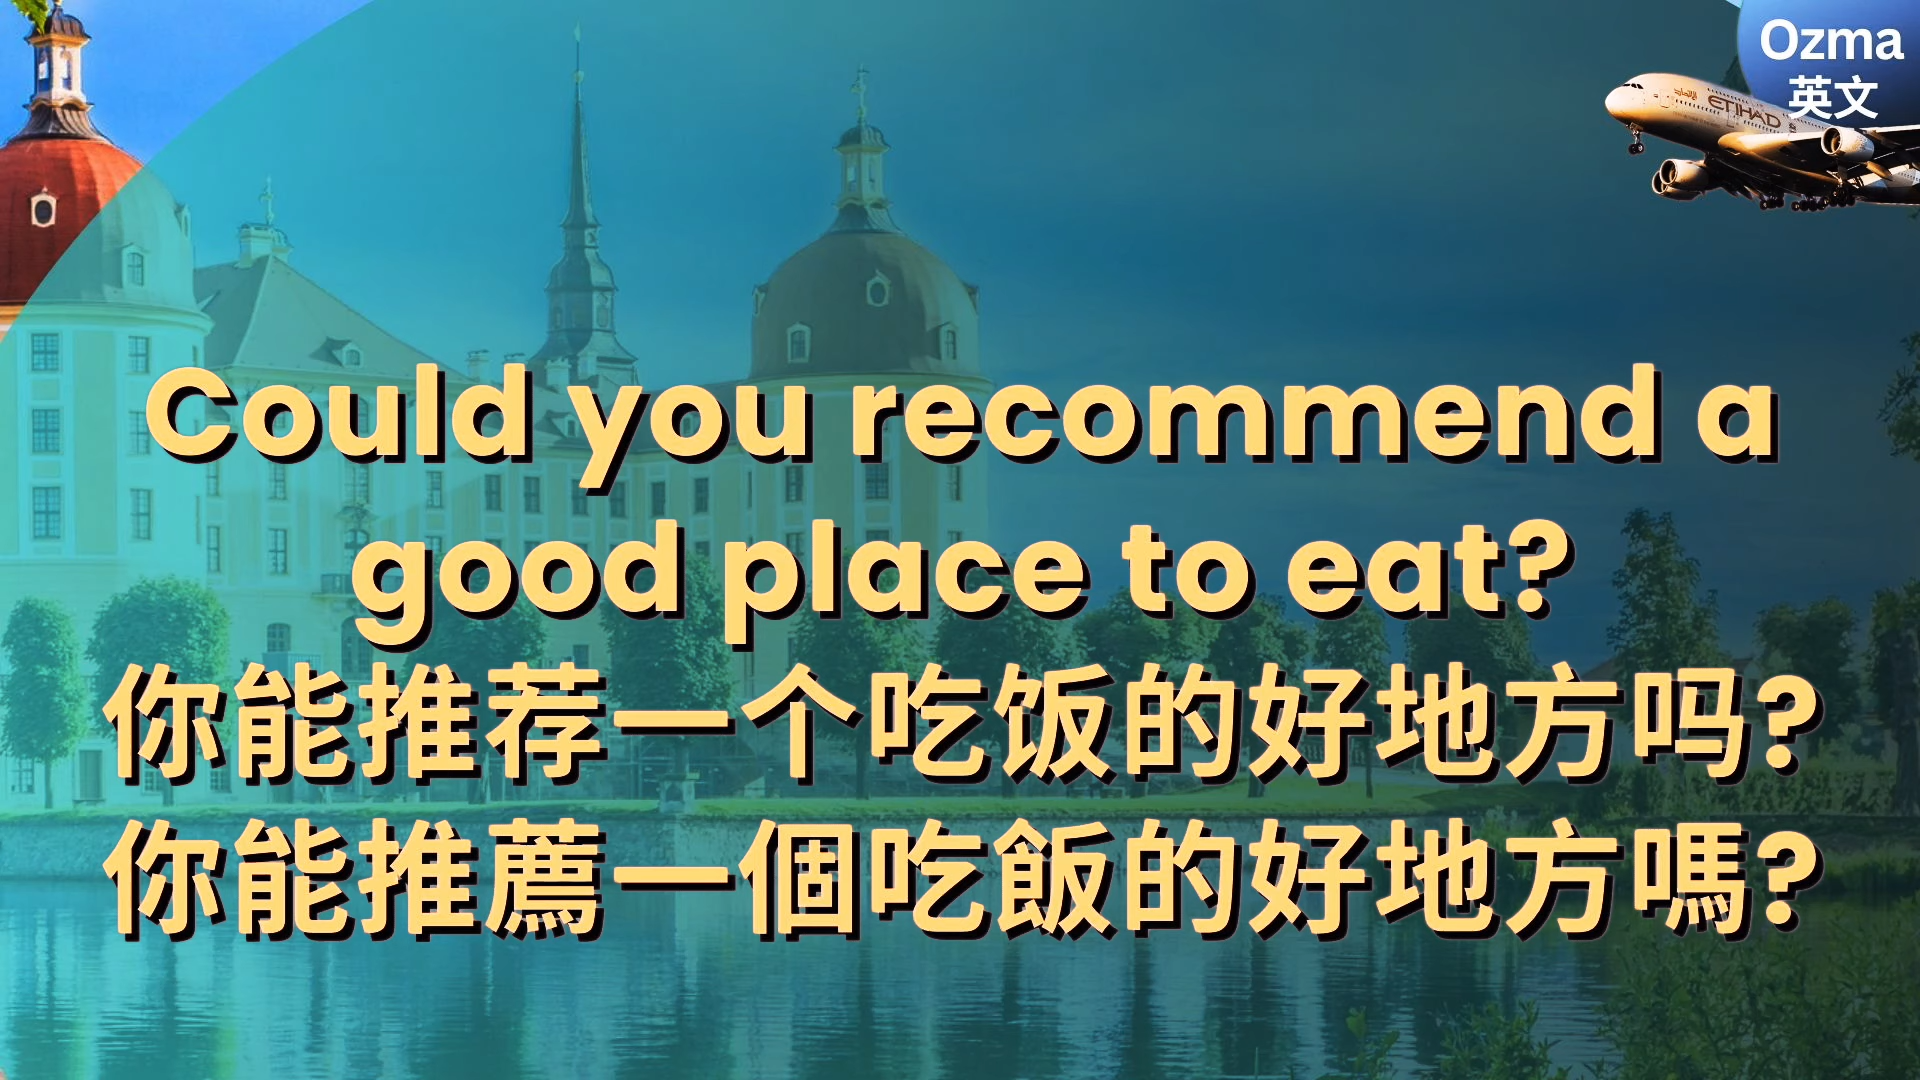 Ozma
英文
ETIHAD
Could you recommend a
good place to eat?
你能推荐一个吃饭的好地方吗?
你能推薦一個吃飯的好地方嗎?